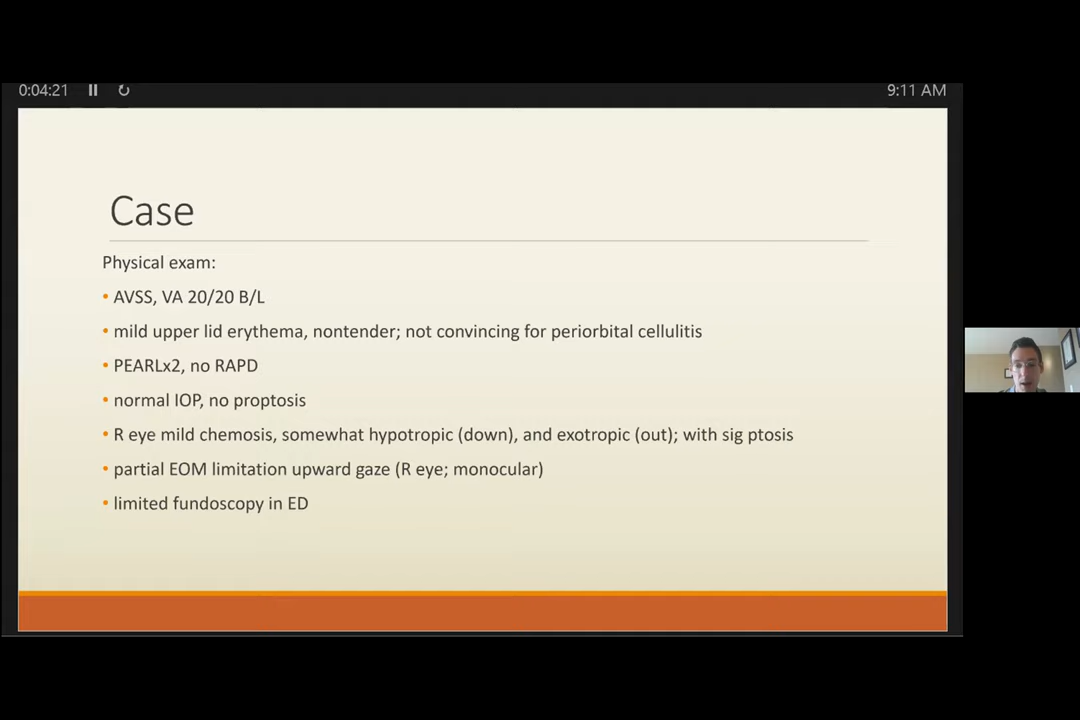 0:04:21
9:11 AM
Case
Physical exam:
• AVSS, VA 20/20 B/L
• mild upper lid erythema, nontender; not convincing for periorbital cellulitis
• PEARLx2, no RAPD
• normal IOP, no proptosis
• R eye mild chemosis, somewhat hypotropic (down), and exotropic (out); with sig ptosis
• partial EOM limitation upward gaze (R eye; monocular)
• limited fundoscopy in ED